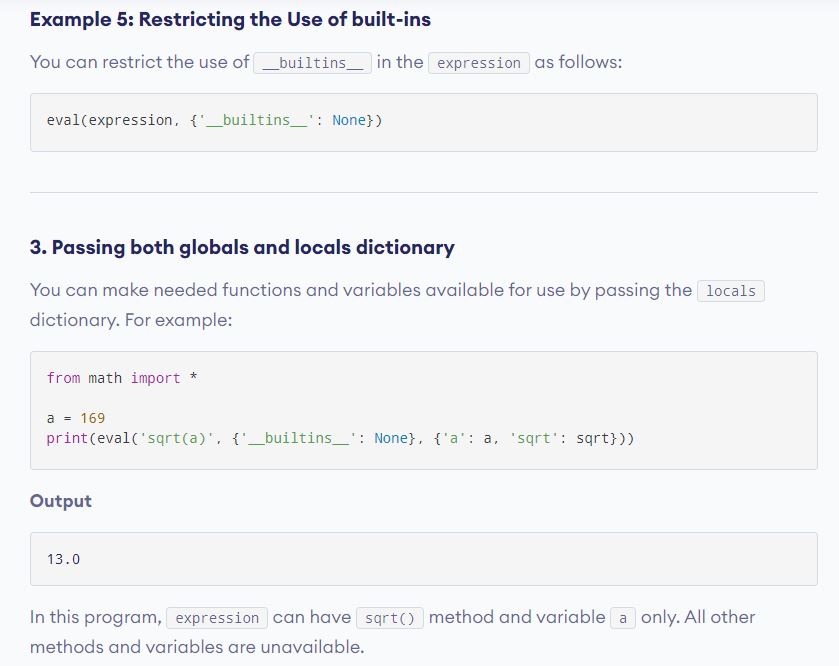 Example 5: Restricting the Use of built-ins
You can restrict the use of __builtins__ in the expression as follows:
eval(expression, {'__builtins__': None})
3. Passing both globals and locals dictionary
You can make needed functions and variables available for use by passing the locals
dictionary. For example:
from math import *
a = 169
print(eval('sqrt(a)', {'__builtins__': None}, {'a': a, 'sqrt': sqrt}))
Output
13.0
In this program, expression can have sqrt() method and variable a only. All other
methods and variables are unavailable.